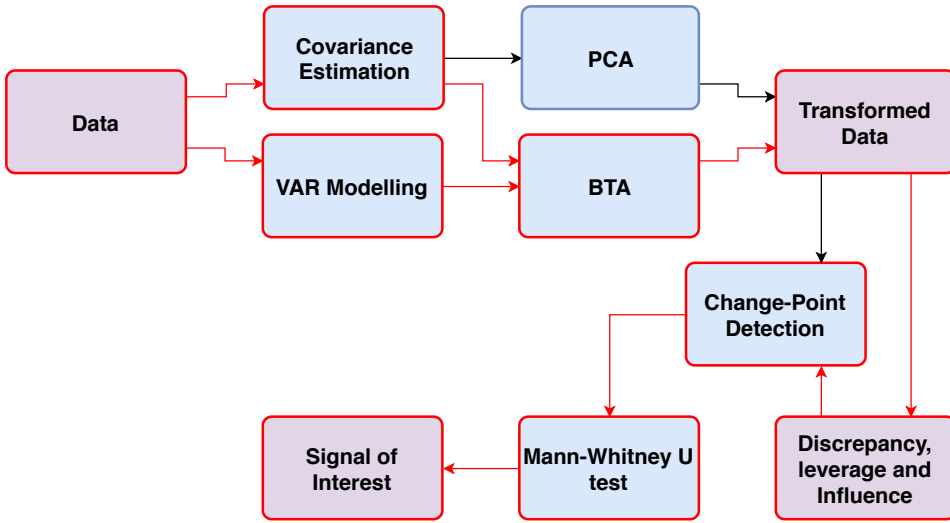 Covariance
Estimation
PCA
Data
Transformed
Data
VAR Modelling
BTA
Change-Point
Detection
Signal of
Interest
Mann-Whitney U
test
Discrepancy,
leverage and
Influence